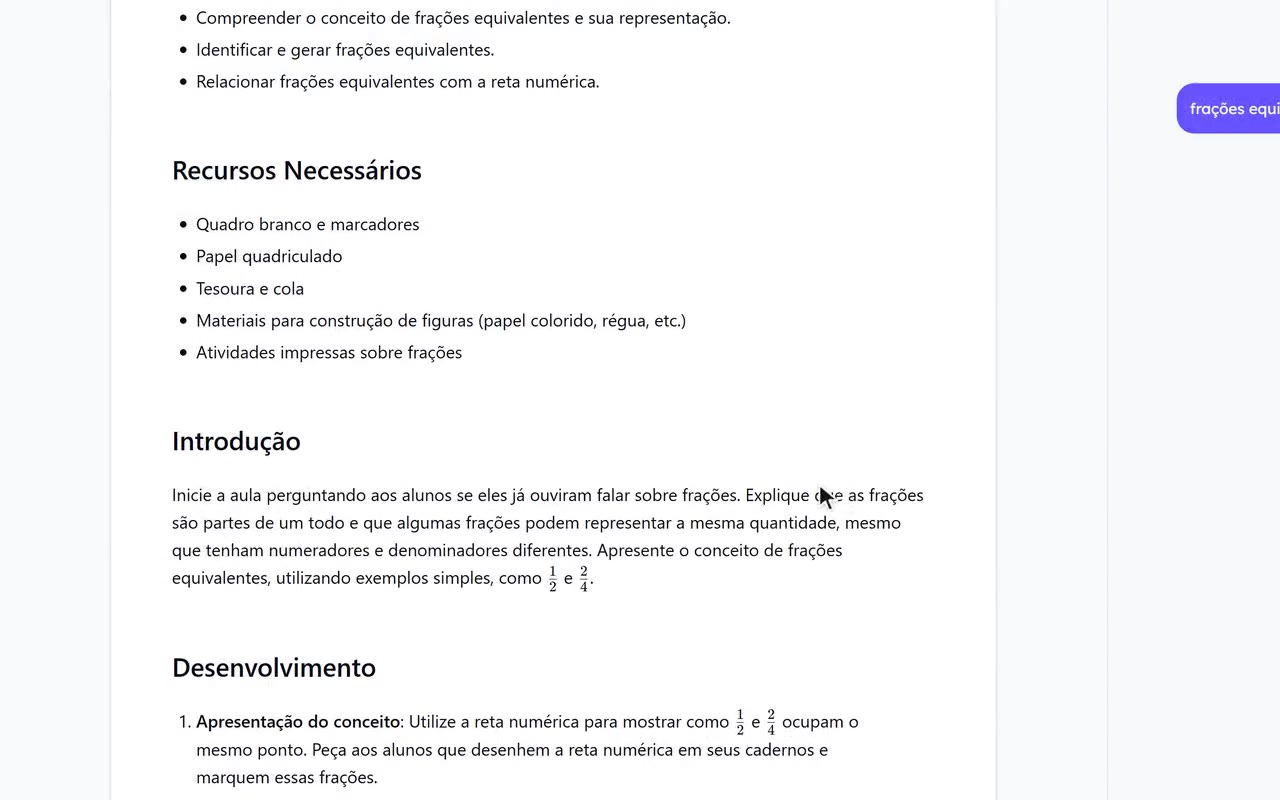 Compreender o conceito de frações equivalentes e sua representação.
Identificar e gerar frações equivalentes.
Relacionar frações equivalentes com a reta numérica.
frações equi
Recursos Necessários
Quadro branco e marcadores
Papel quadriculado
Tesoura e cola
Materiais para construção de figuras (papel colorido, régua, etc.)
Atividades impressas sobre frações
Introdução
Inicie a aula perguntando aos alunos se eles já ouviram falar sobre frações. Explique que as frações
são partes de um todo e que algumas frações podem representar a mesma quantidade, mesmo
que tenham numeradores e denominadores diferentes. Apresente o conceito de frações
equivalentes, utilizando exemplos simples, como 1/2 e 2/4.
Desenvolvimento
1. Apresentação do conceito: Utilize a reta numérica para mostrar como 1/2 e 2/4 ocupam o
mesmo ponto. Peça aos alunos que desenhem a reta numérica em seus cadernos e
marquem essas frações.